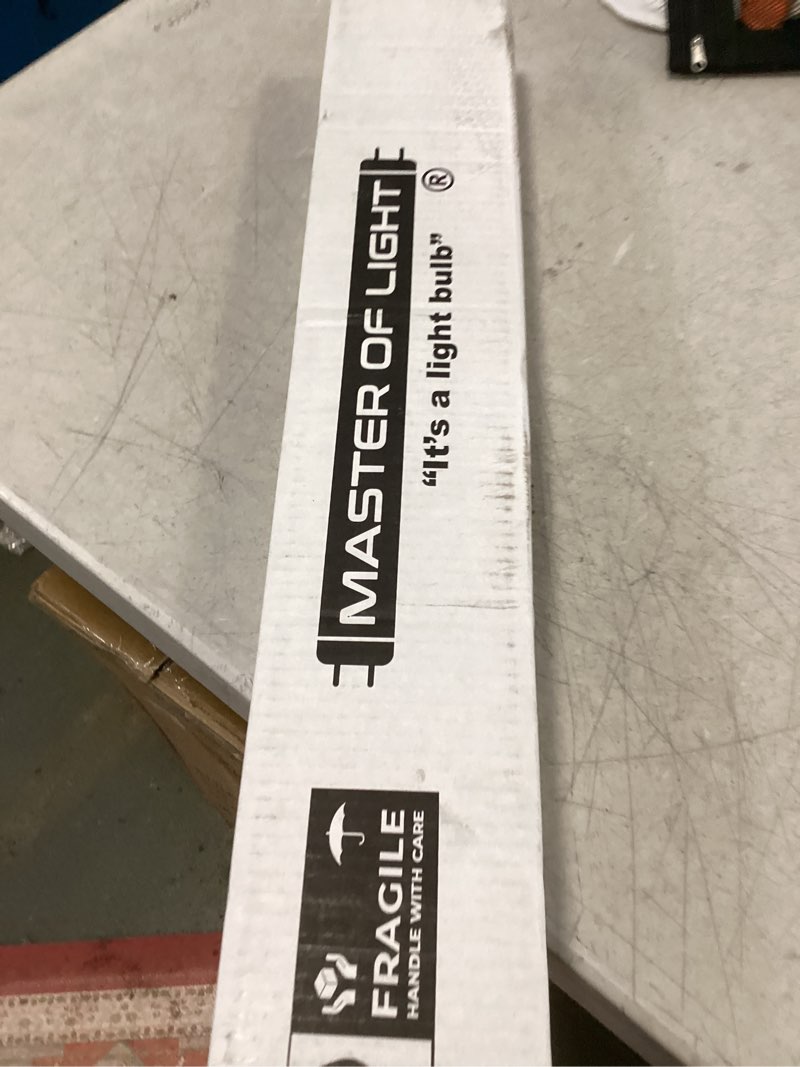 MASTER OF LIGHT
®
“It’s a light bulb”
FRAGILE
HANDLE WITH CARE